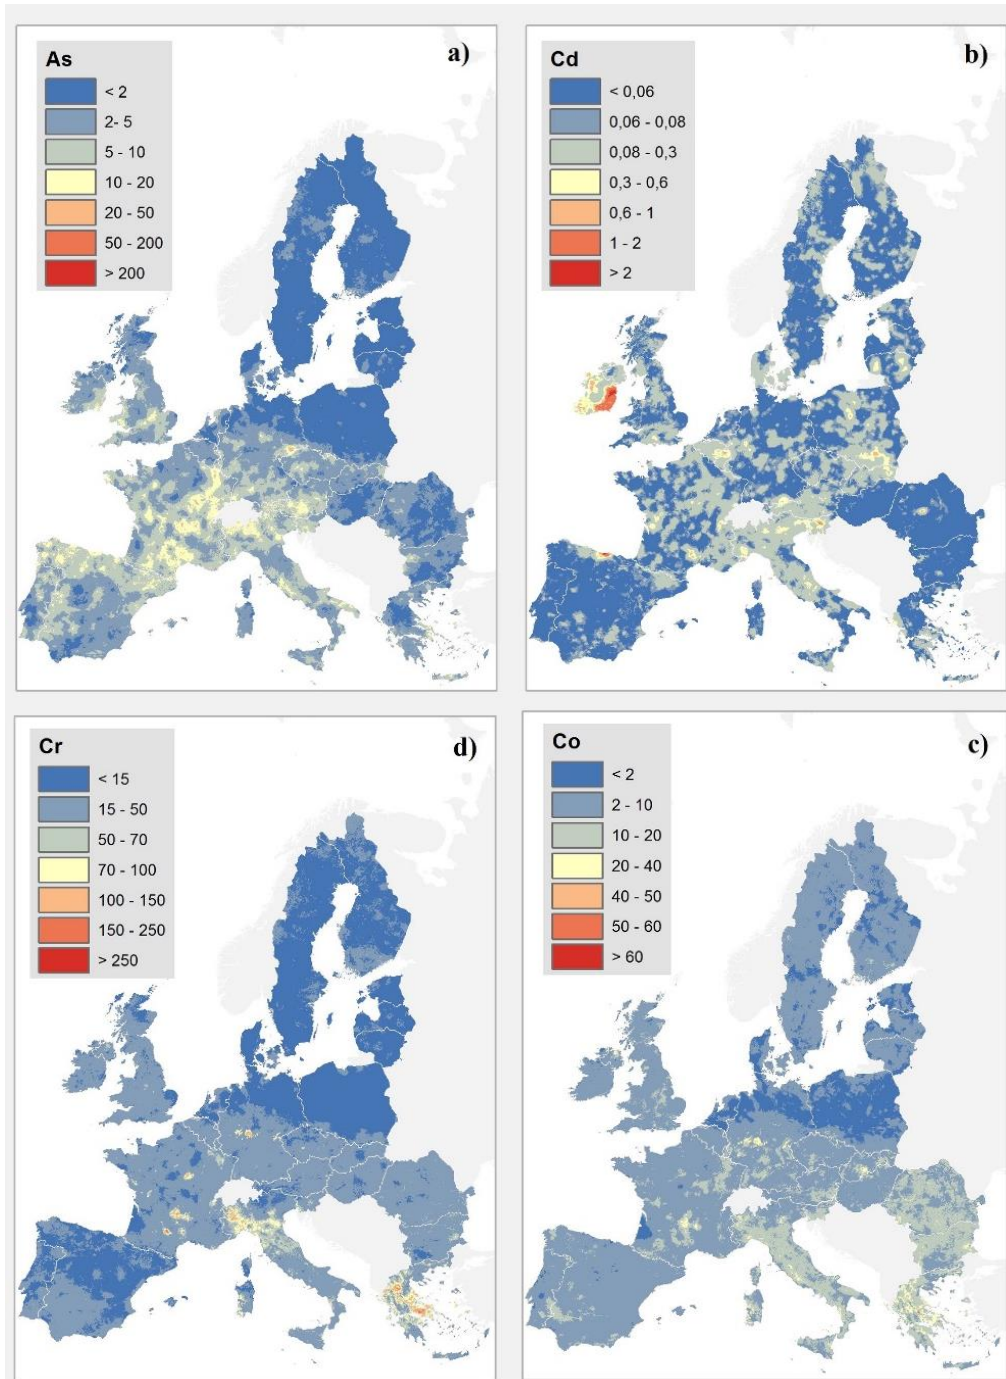 As
a)
< 2
2- 5
5 - 10
10 - 20
20 - 50
50 - 200
> 200
Cd
b)
< 0,06
0,06 - 0,08
0,08 - 0,3
0,3 - 0,6
0,6 - 1
1 - 2
> 2
Cr
d)
< 15
15 - 50
50 - 70
70 - 100
100 - 150
150 - 250
> 250
Co
c)
< 2
2 - 10
10 - 20
20 - 40
40 - 50
50 - 60
> 60